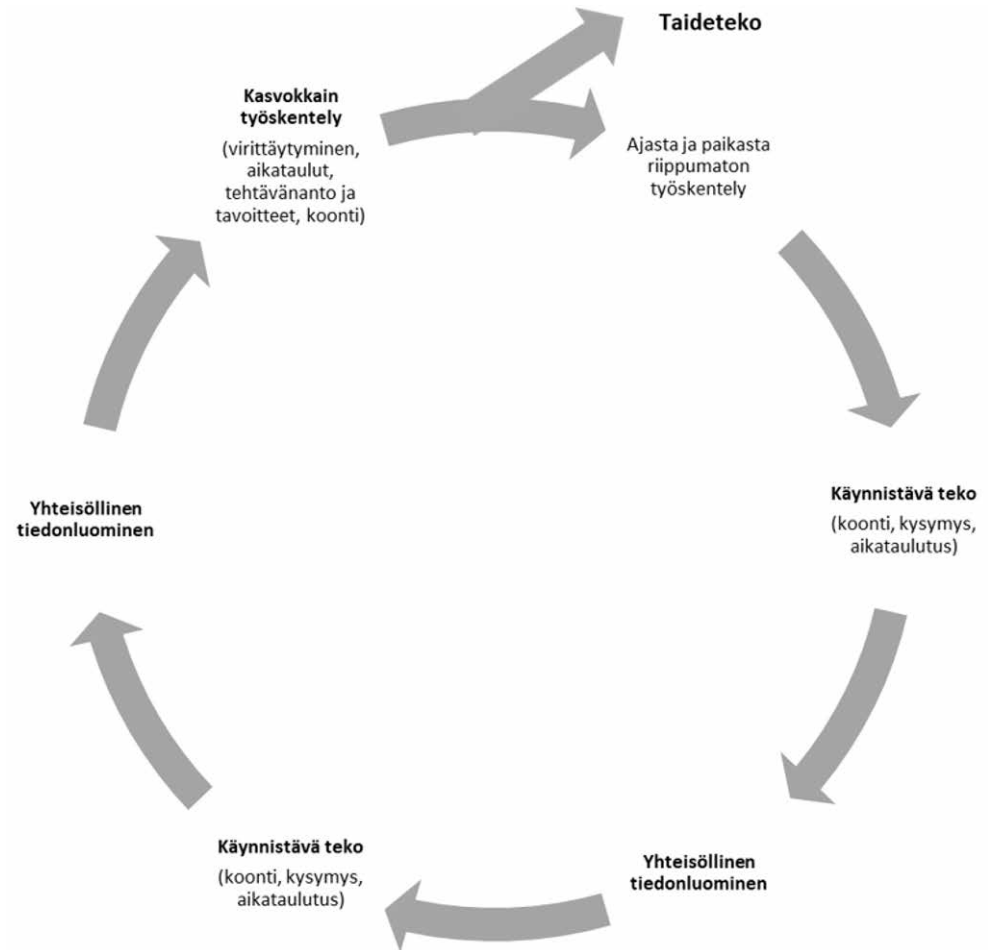 Taideteko
Kasvokkain
työskentely
(virittäytyminen,
aikataulut,
tehtävänanto ja
tavoitteet, koonti)
Ajasta ja paikasta
riippumaton
työskentely
Käynnistävä teko
(koonti, kysymys,
aikataulutus)
Yhteisöllinen
tiedonluominen
Käynnistävä teko
(koonti, kysymys,
aikataulutus)
Yhteisöllinen
tiedonluominen